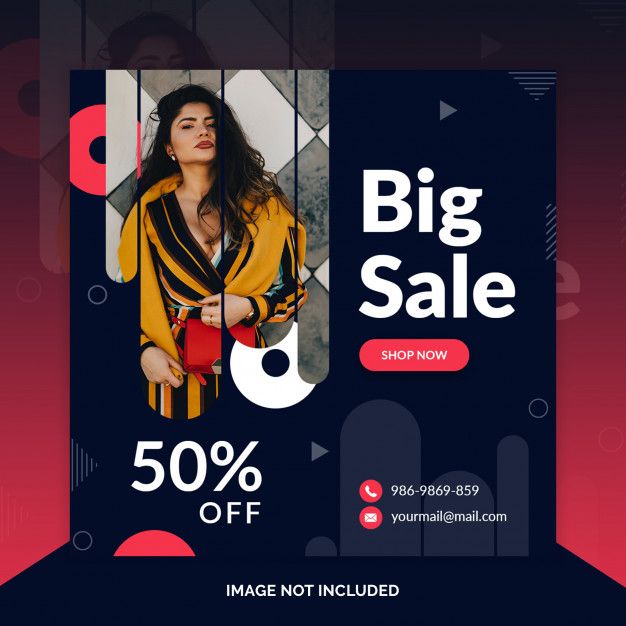 Big
Sale
SHOP NOW
50%
OFF
986-9869-859
yourmail@mail.com
IMAGE NOT INCLUDED